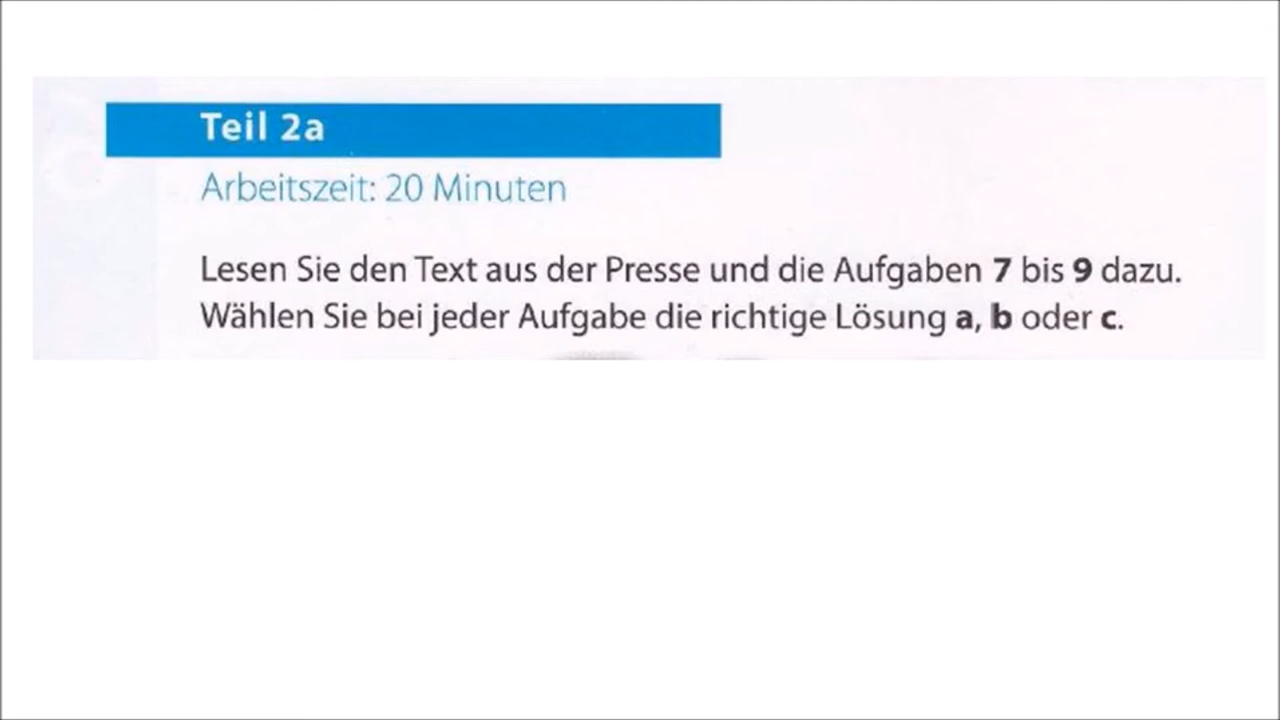 Teil 2a
Arbeitszeit: 20 Minuten
Lesen Sie den Text aus der Presse und die Aufgaben 7 bis 9 dazu.
Wählen Sie bei jeder Aufgabe die richtige Lösung a, b oder c.